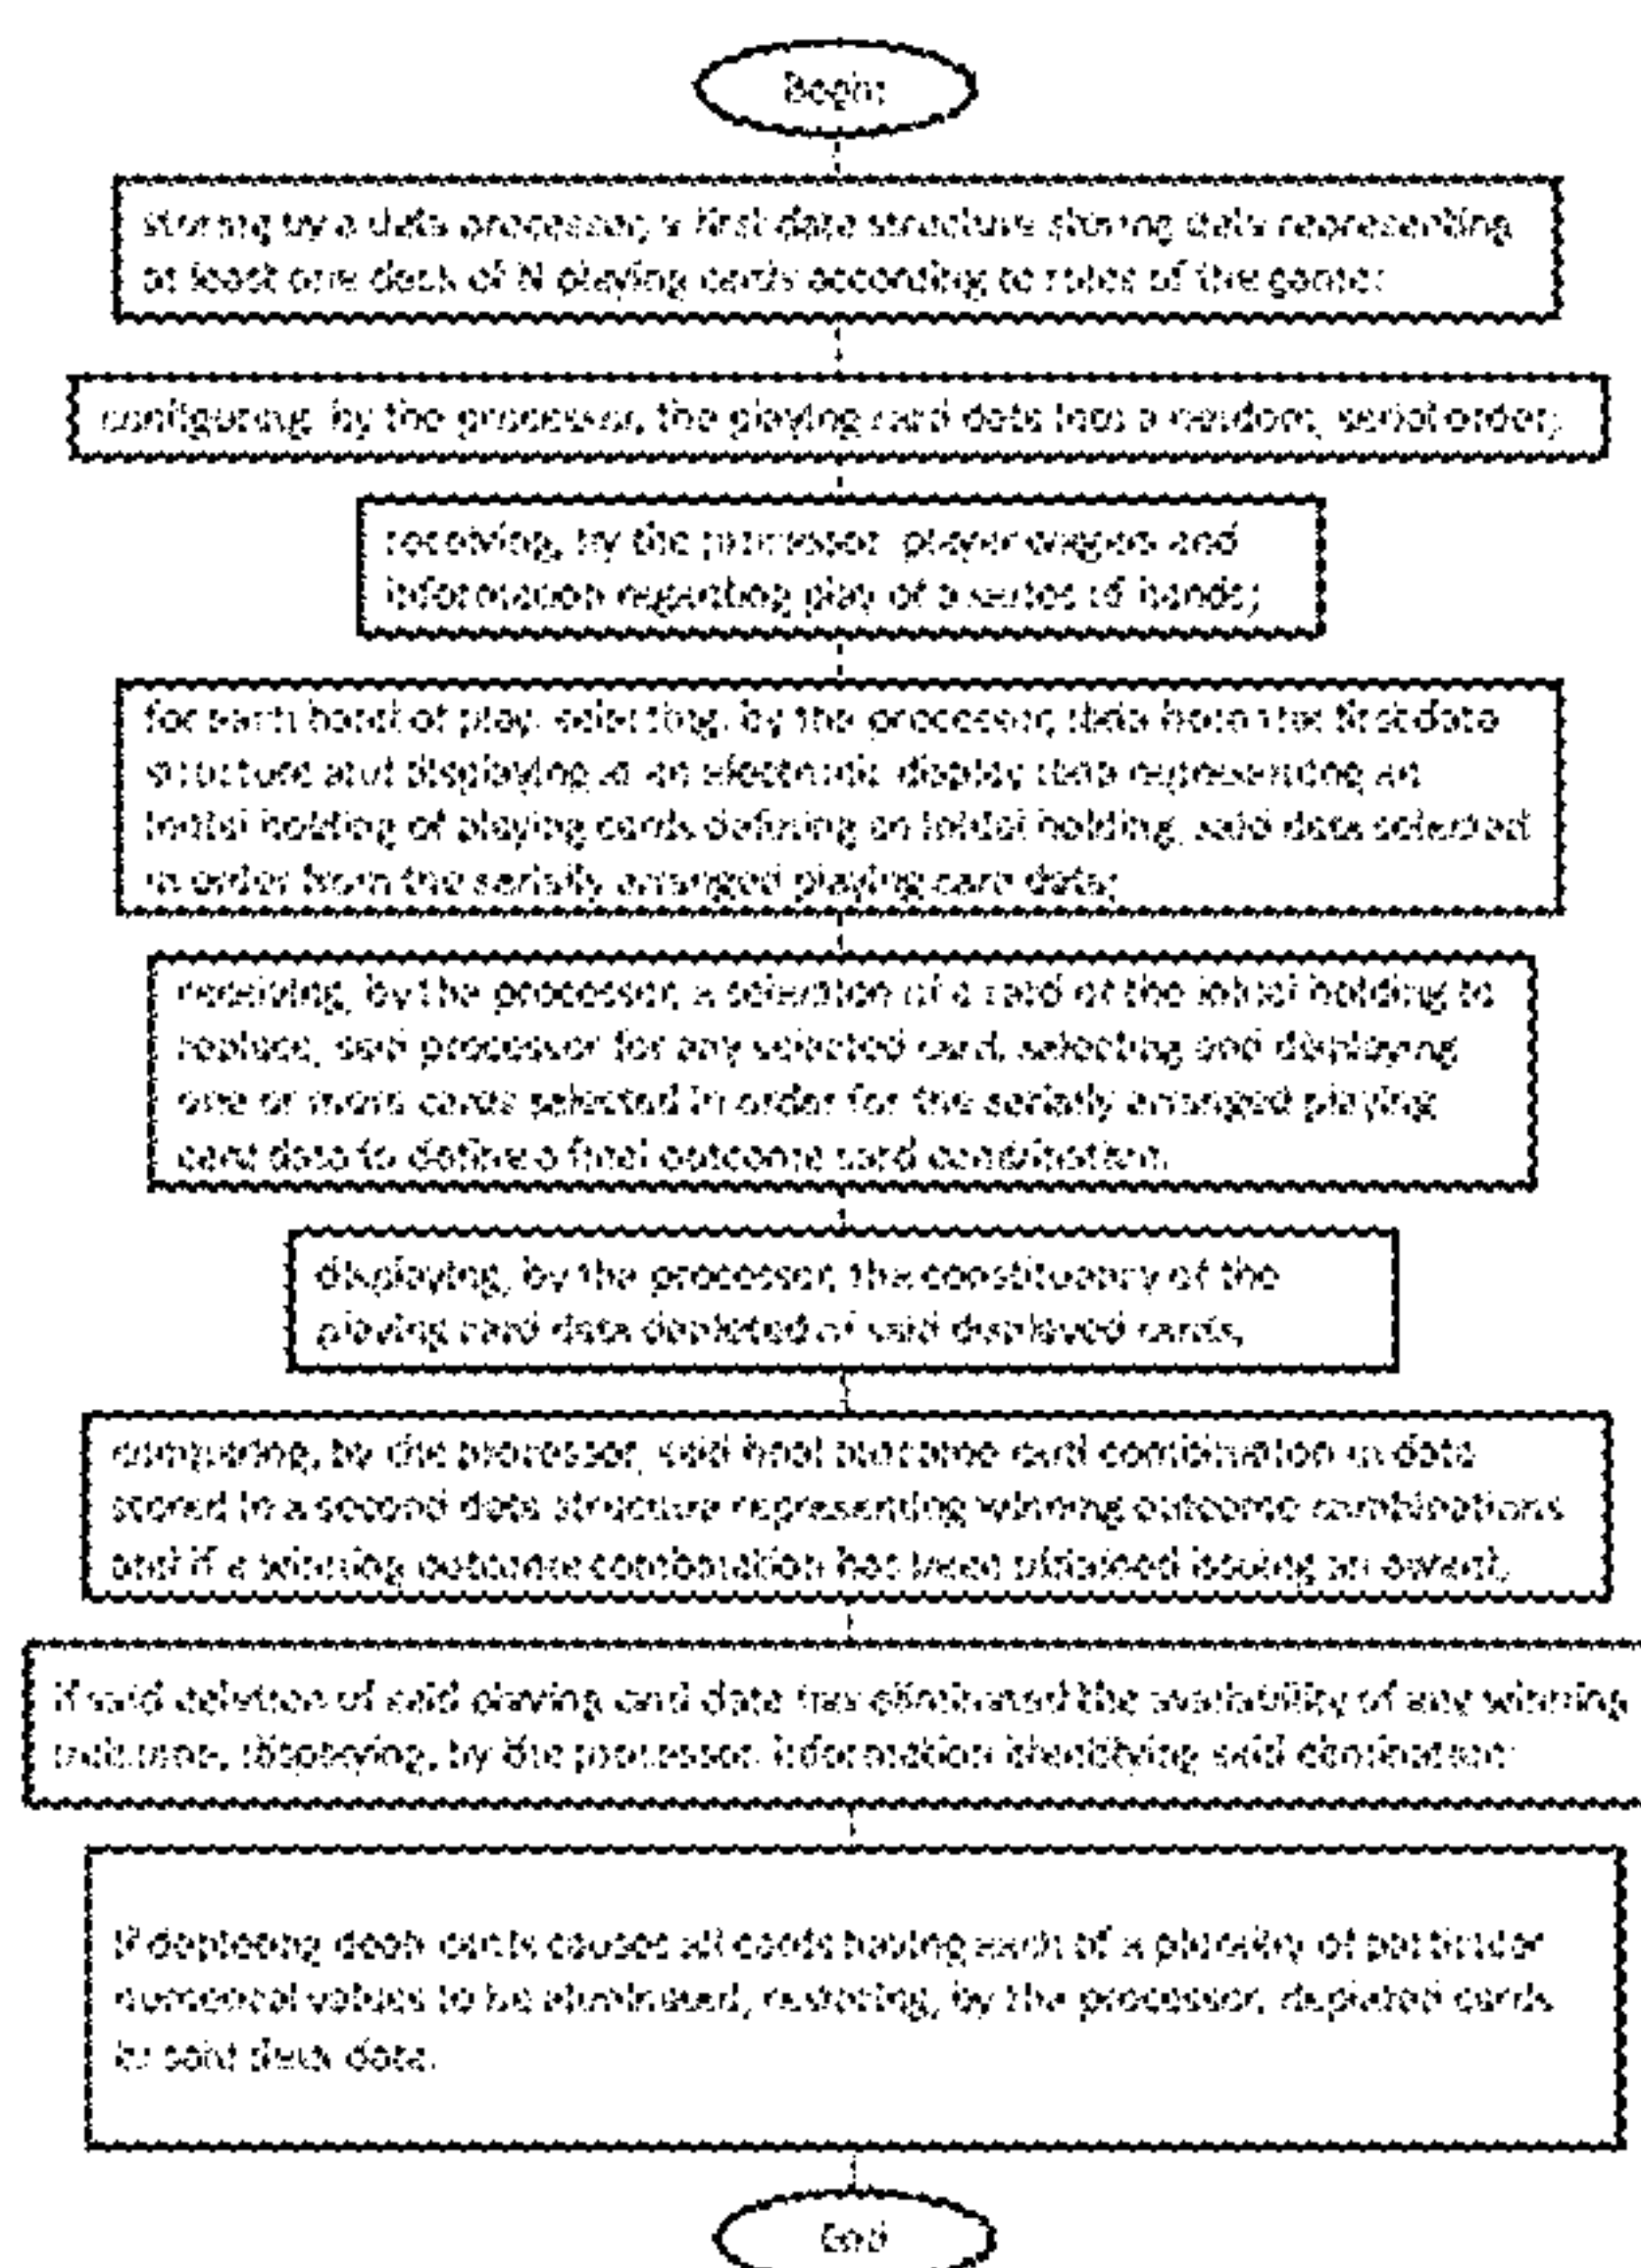 Begin
storing by a data processor, a first data structure storing data representing
at least one deck of N playing cards according to rules of the game;
configuring, by the processor, the playing card data into a random, serial order;
receiving, by the processor, player wagers and
information regarding play of a series of hands;
for each hand of play, selecting, by the processor, data from the first data
structure and displaying at an electronic display data representing an
initial holding of playing cards defining an initial holding, said data selected
in order from the serially arranged playing card data;
receiving, by the processor, a selection of a card of the initial holding to
replace, said processor for any selected card, selecting and displaying
one or more cards selected in order for the serially arranged playing
card data to define a final outcome card combination,
displaying, by the processor, the constituency of the
playing card data depleted of said displayed cards,
comparing, by the processor, said final outcome card combination to data
stored in a second data structure representing winning outcome combinations
and if a winning outcome combination has been obtained issuing an award,
if said deletion of said playing card data has eliminated the availability of any winning
outcome, displaying, by the processor, information identifying said elimination
if depleting deck cards causes all cards having each of a plurality of particular
numerical values to be eliminated, restoring, by the processor, depleted cards
to said deck data.
End